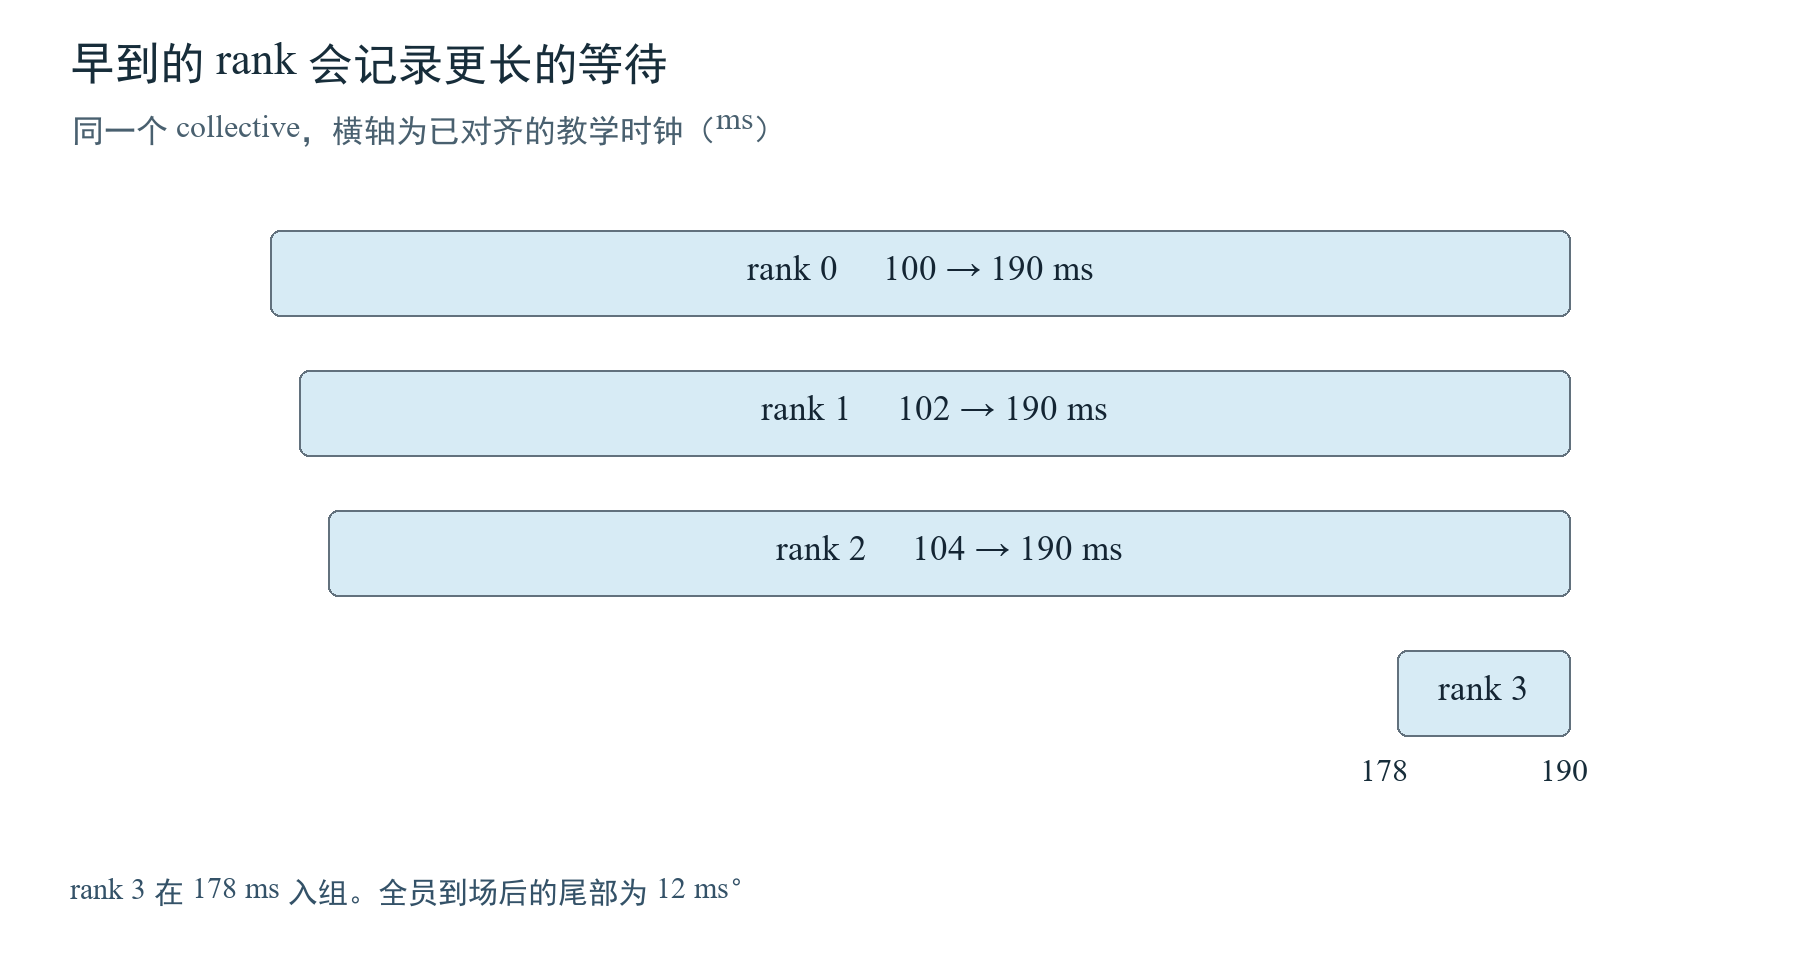 早到的 rank 会记录更长的等待
同一个 collective，横轴为已对齐的教学时钟（ms）
rank 0 100 → 190 ms
rank 1 102 → 190 ms
rank 2 104 → 190 ms
rank 3
178 190
rank 3 在 178 ms 入组。全员到场后的尾部为 12 ms。